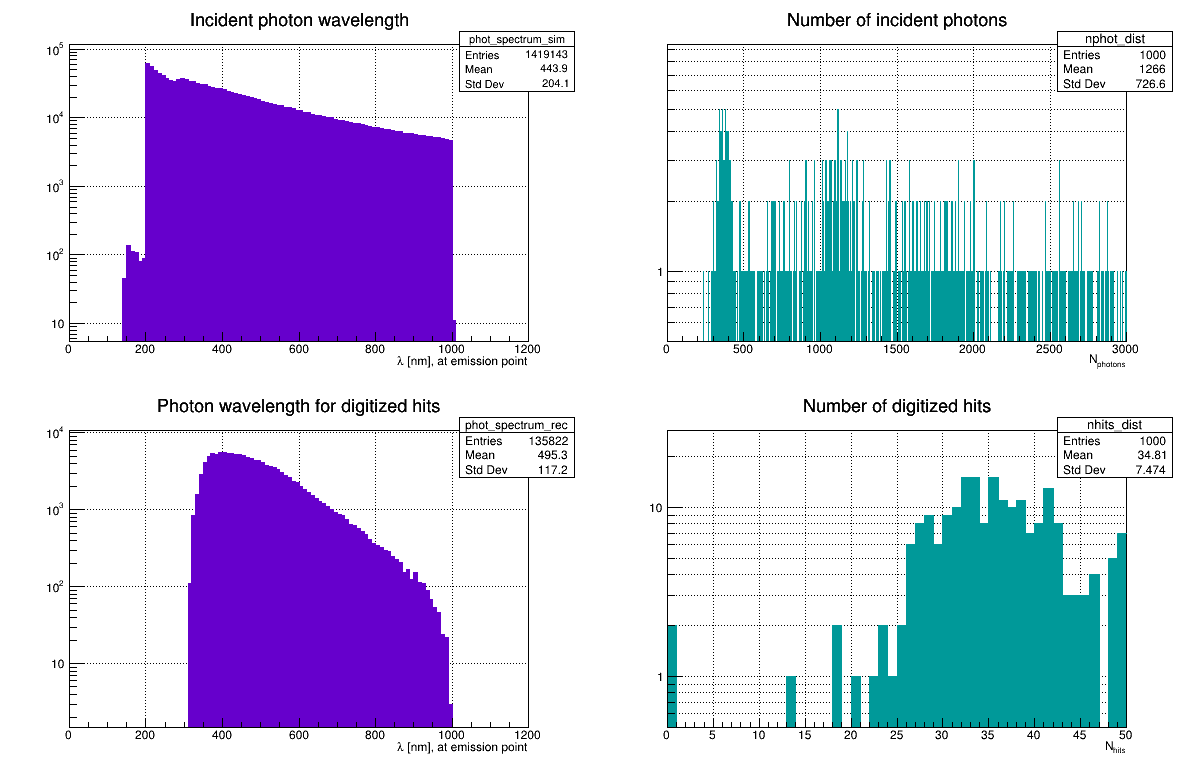 Incident photon wavelength
phot_spectrum_sim
Entries 1419143
Mean 443.9
Std Dev 204.1
10^5
10^4
10^3
10^2
10
0 200 400 600 800 1000 1200
λ [nm], at emission point
Number of incident photons
nphot_dist
Entries 1000
Mean 1266
Std Dev 726.6
1
0 500 1000 1500 2000 2500 3000
N_photons
Photon wavelength for digitized hits
phot_spectrum_rec
Entries 135822
Mean 495.3
Std Dev 117.2
10^4
10^3
10^2
10
0 200 400 600 800 1000 1200
λ [nm], at emission point
Number of digitized hits
nhits_dist
Entries 1000
Mean 34.81
Std Dev 7.474
10
1
0 5 10 15 20 25 30 35 40 45 50
N_hits